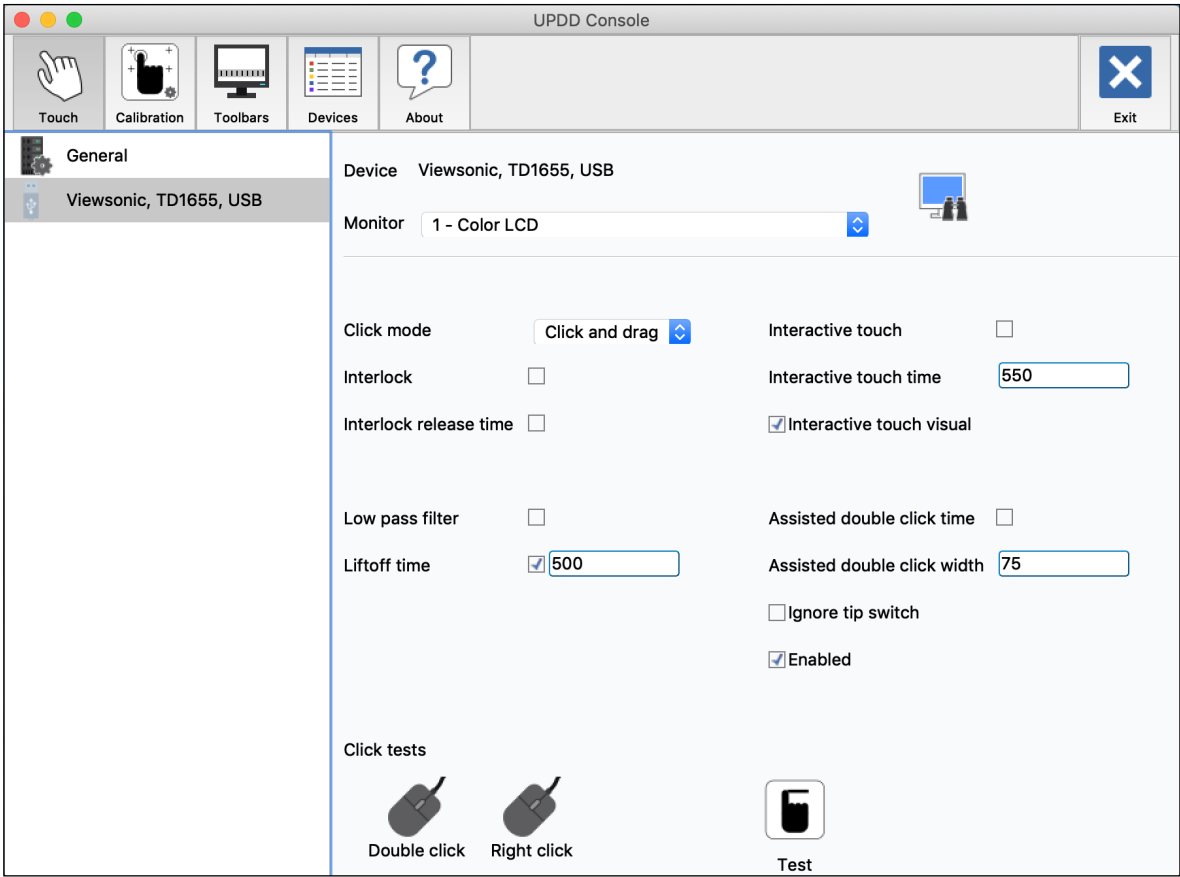 UPDD Console
Touch
Calibration
Toolbars
Devices
About
Exit
General
Viewsonic, TD1655, USB
Device Viewsonic, TD1655, USB
Monitor 1 - Color LCD
Click mode Click and drag Interactive touch
Interlock Interactive touch time 550
Interlock release time Interactive touch visual
Low pass filter Assisted double click time
Liftoff time 500 Assisted double click width 75
Ignore tip switch
Enabled
Click tests
Double click Right click Test